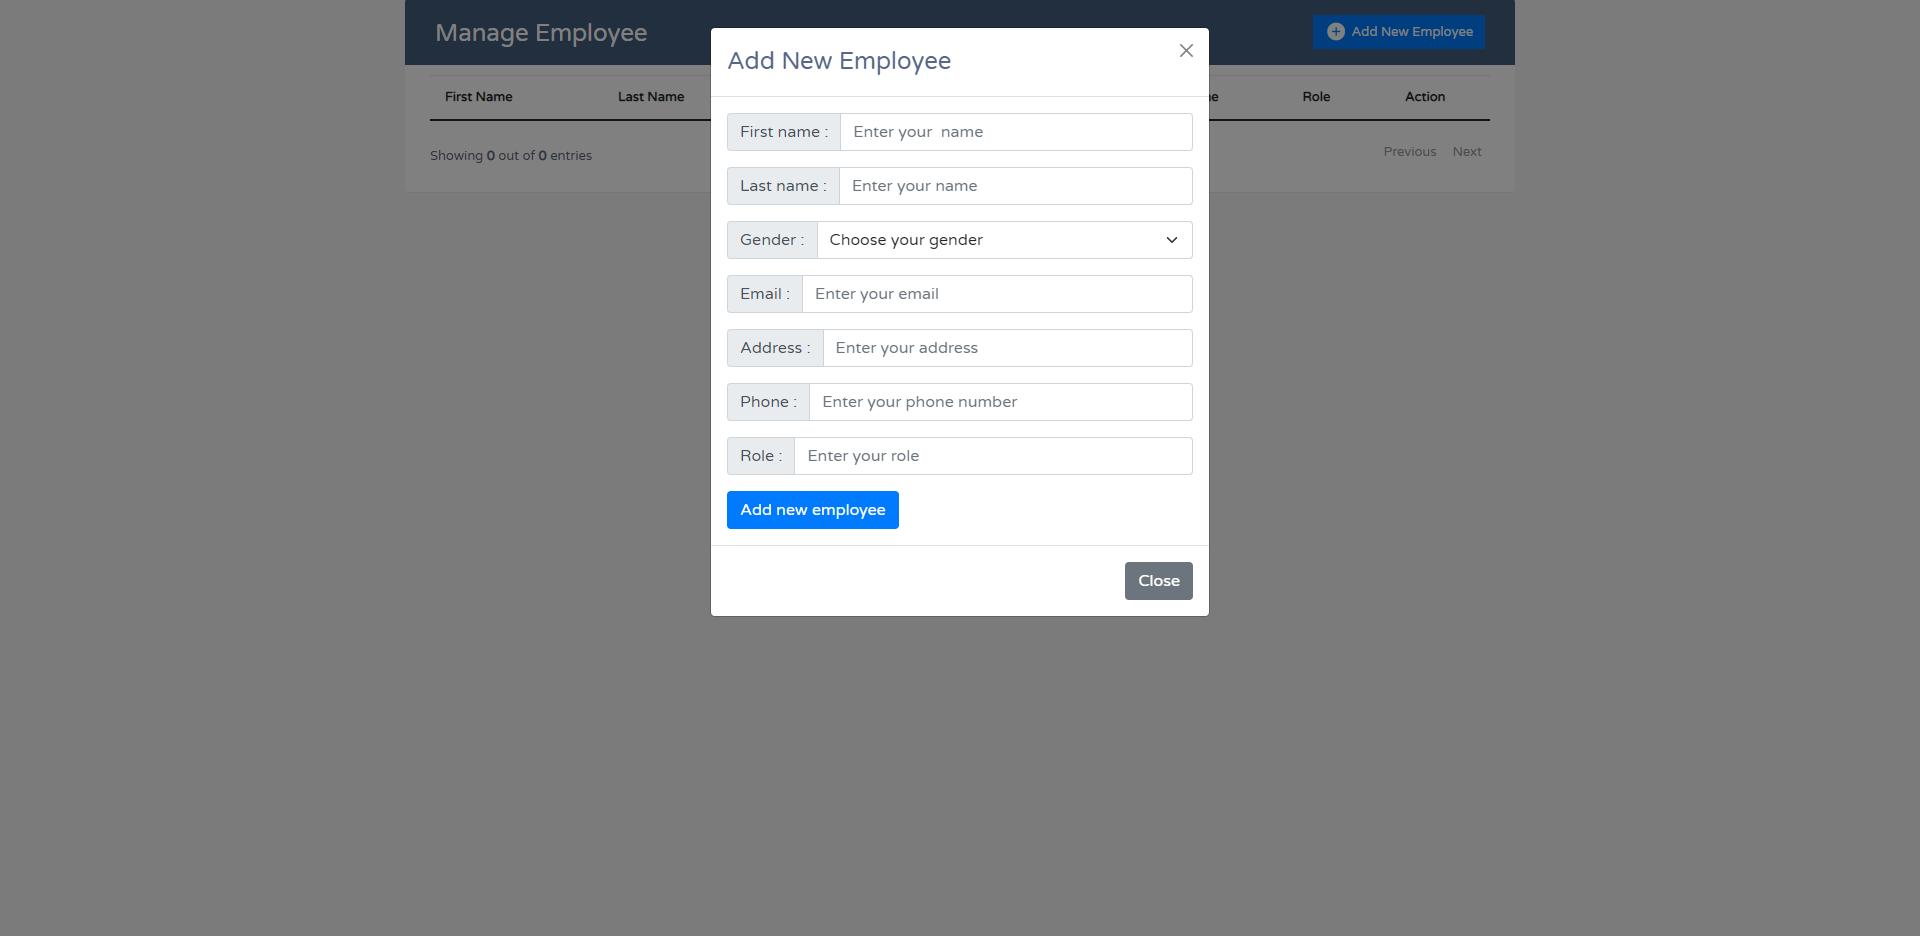 Manage Employee
Add New Employee
First Name Last Name Role Action
Showing 0 out of 0 entries
Previous Next
Add New Employee
First name : Enter your  name
Last name : Enter your name
Gender : Choose your gender
Email : Enter your email
Address : Enter your address
Phone : Enter your phone number
Role : Enter your role
Add new employee
Close